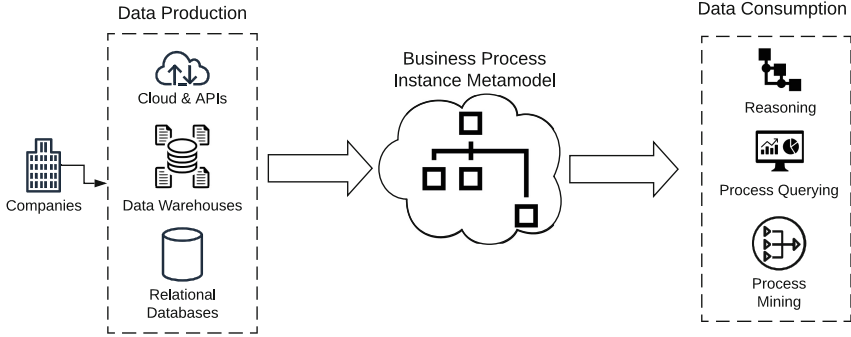 Data Production
Data Consumption
Business Process
Instance Metamodel
Cloud & APIs
Reasoning
Companies
Data Warehouses
Process Querying
Relational
Databases
Process
Mining